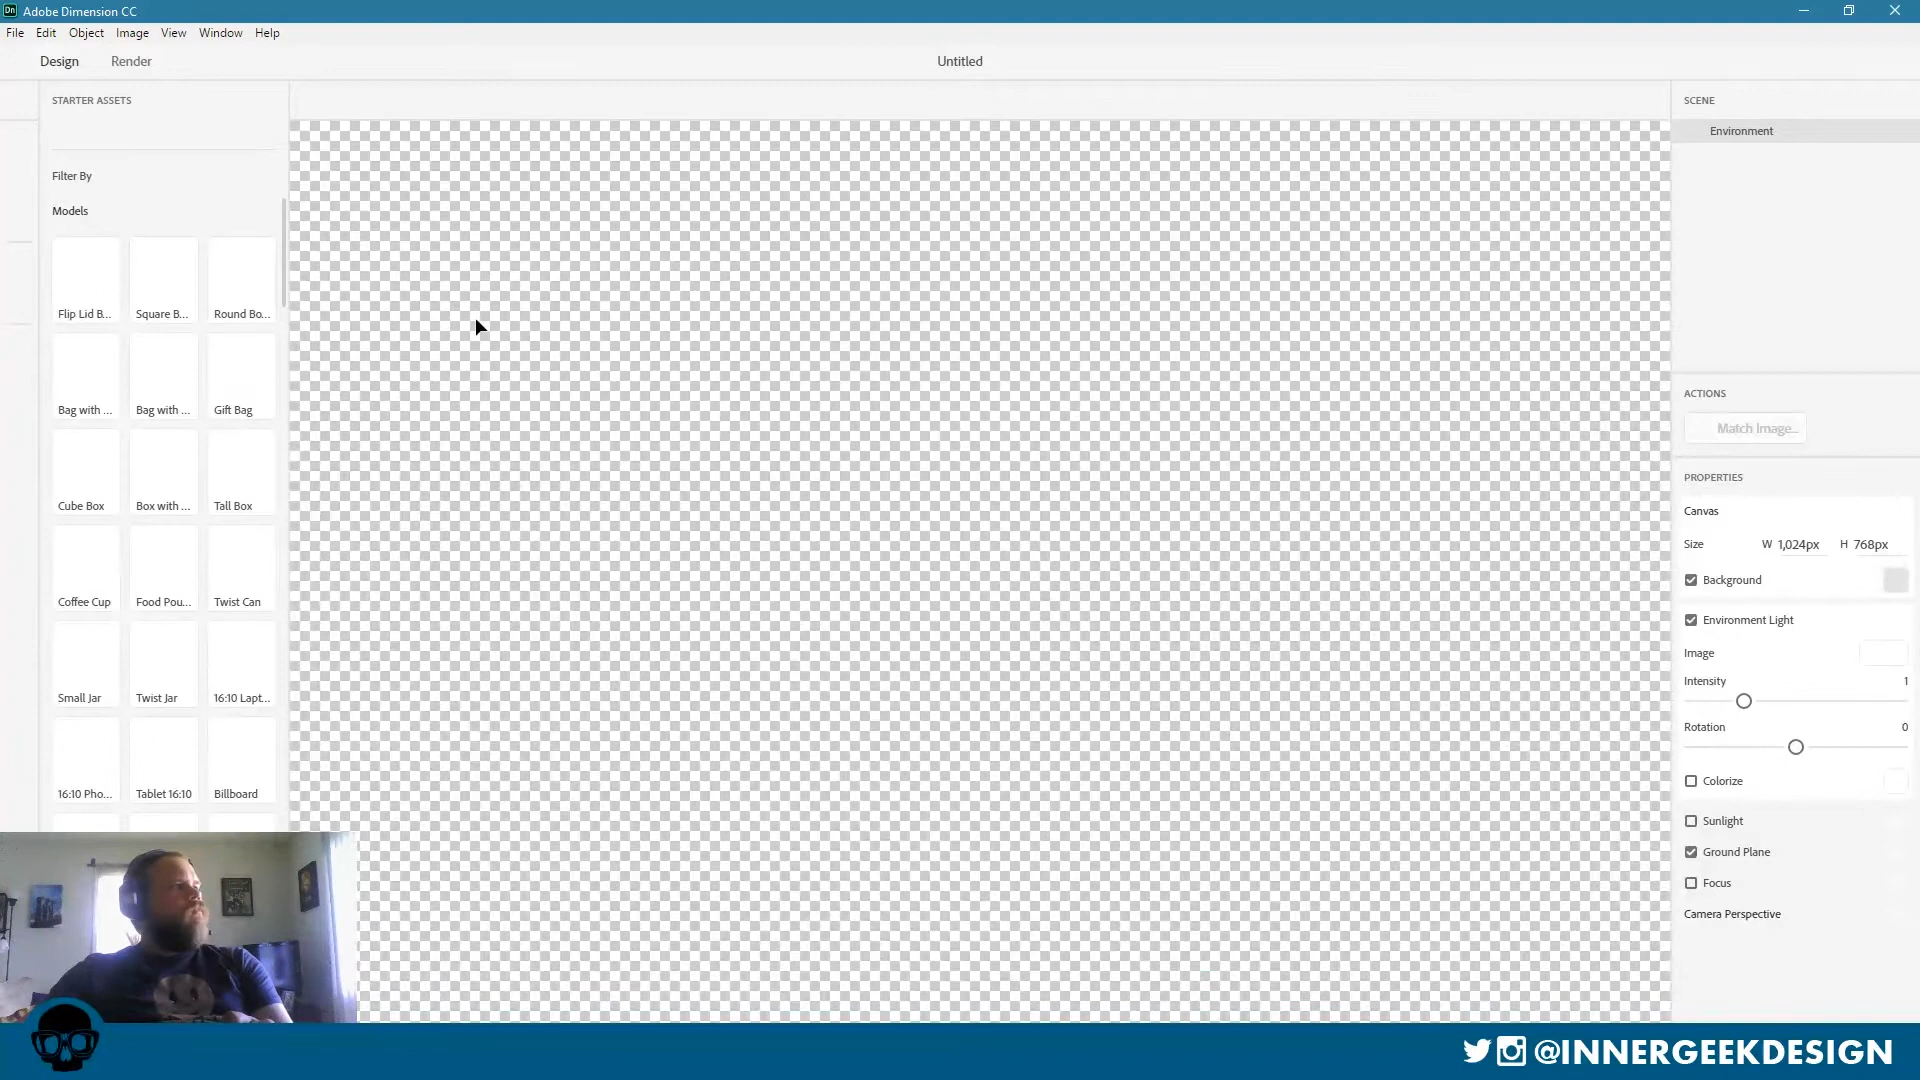 Dn Adobe Dimension CC
File Edit Object Image View Window Help
Design Render Untitled
STARTER ASSETS
Filter By
Models
Flip Lid B... Square B... Round Bo...
Bag with ... Bag with ... Gift Bag
Cube Box Box with ... Tall Box
Coffee Cup Food Pou... Twist Can
Small Jar Twist Jar 16:10 Lapt...
16:10 Pho... Tablet 16:10 Billboard
SCENE
Environment
ACTIONS
Match Image...
PROPERTIES
Canvas
Size W 1,024px H 768px
Background
Environment Light
Image
Intensity 1
Rotation 0
Colorize
Sunlight
Ground Plane
Focus
Camera Perspective
@INNERGEEKDESIGN